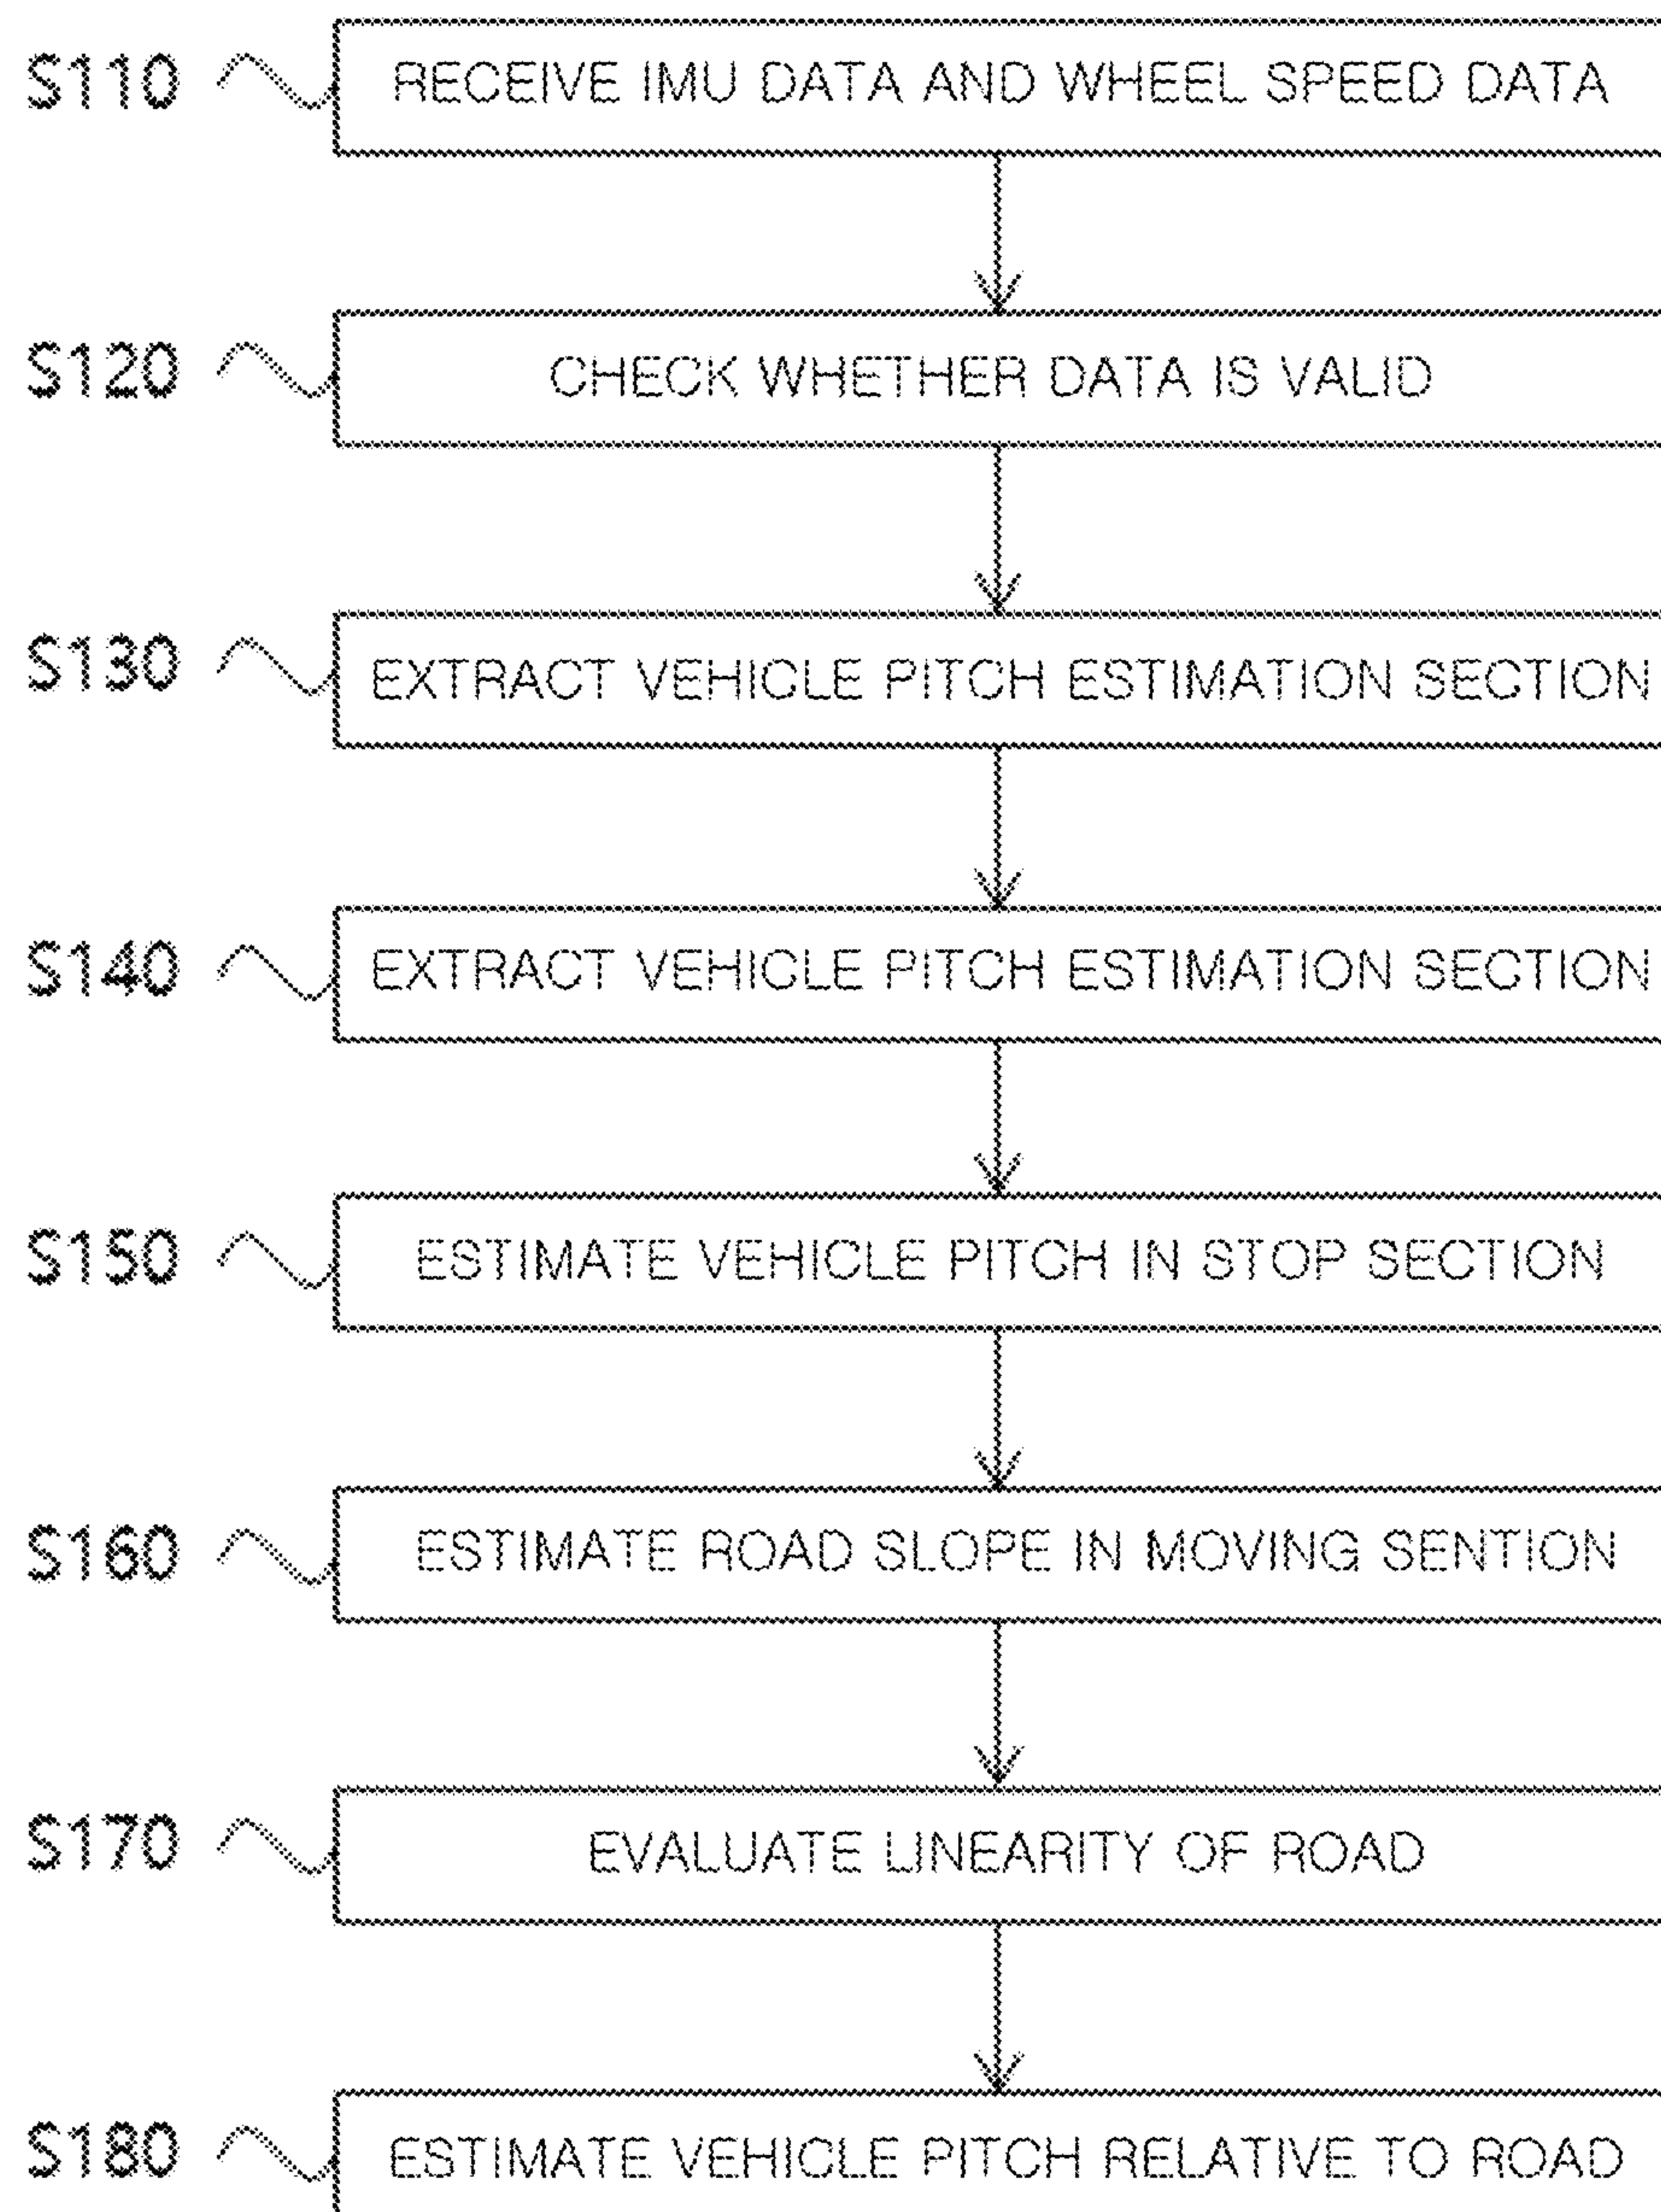 S110 RECEIVE IMU DATA AND WHEEL SPEED DATA
S120 CHECK WHETHER DATA IS VALID
S130 EXTRACT VEHICLE PITCH ESTIMATION SECTION
S140 EXTRACT VEHICLE PITCH ESTIMATION SECTION
S150 ESTIMATE VEHICLE PITCH IN STOP SECTION
S160 ESTIMATE ROAD SLOPE IN MOVING SENTION
S170 EVALUATE LINEARITY OF ROAD
S180 ESTIMATE VEHICLE PITCH RELATIVE TO ROAD